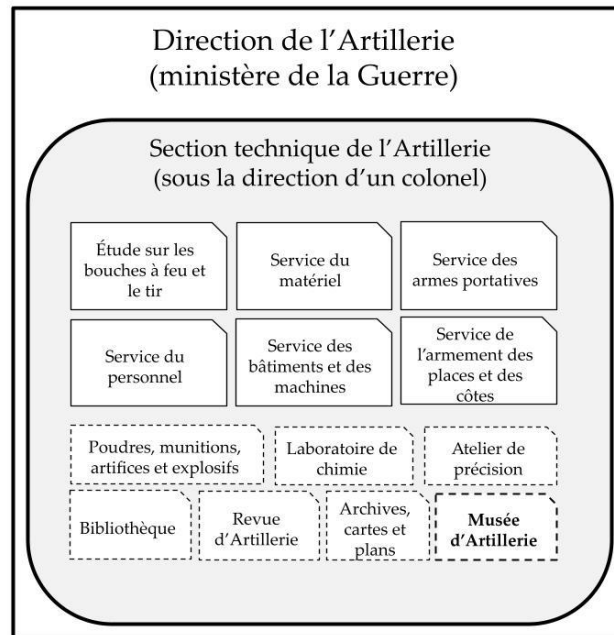 Direction de l'Artillerie
(ministère de la Guerre)
Section technique de l'Artillerie
(sous la direction d'un colonel)
Étude sur les
bouches à feu et
le tir
Service du
matériel
Service des
armes portatives
Service du
personnel
Service des
bâtiments et des
machines
Service de
l'armement des
places et des
côtes
Poudres, munitions,
artifices et explosifs
Laboratoire de
chimie
Atelier de
précision
Bibliothèque
Revue
d'Artillerie
Archives,
cartes et
plans
Musée
d'Artillerie